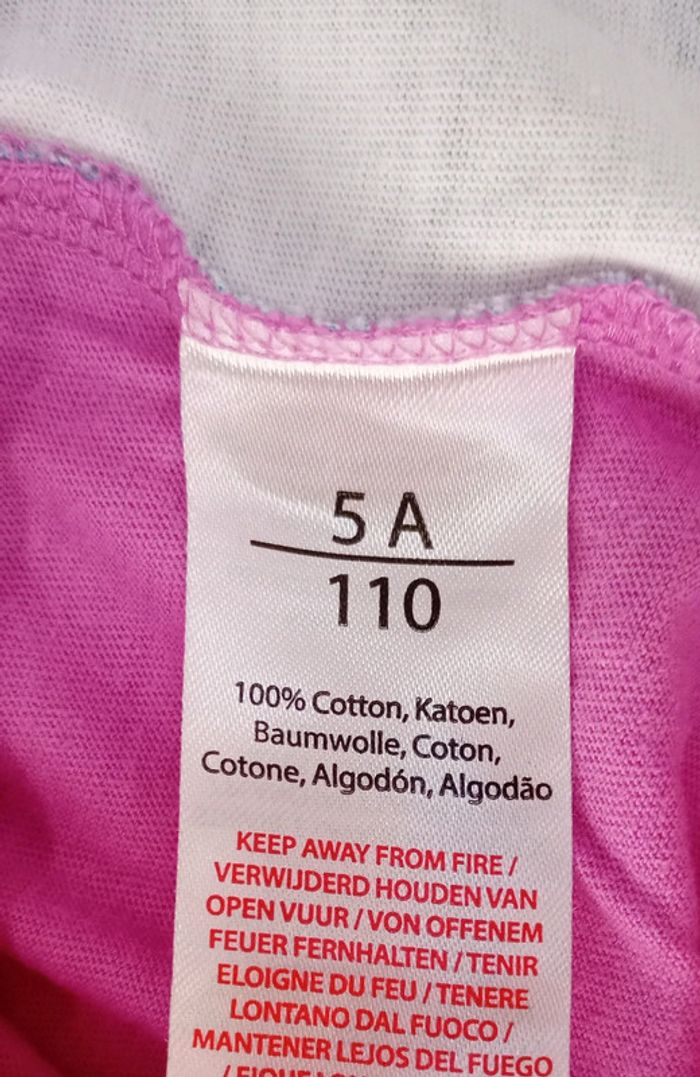 5 A
110
100% Cotton, Katoen,
Baumwolle, Coton,
Cotone, Algodón, Algodão
KEEP AWAY FROM FIRE /
VERWIJDERD HOUDEN VAN
OPEN VUUR / VON OFFENEM
FEUER FERNHALTEN / TENIR
ELOIGNE DU FEU / TENERE
LONTANO DAL FUOCO /
MANTENER LEJOS DEL FUEGO